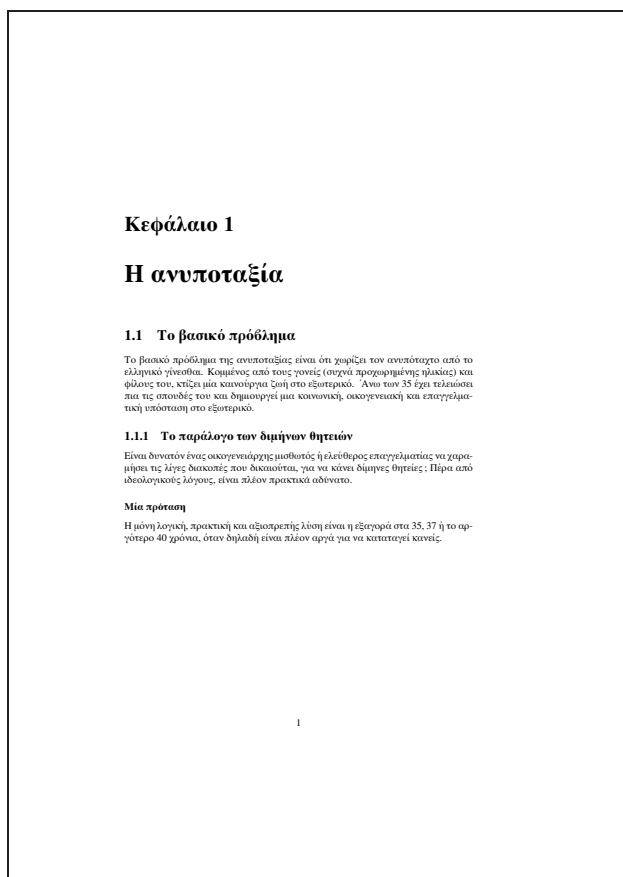 Κεφάλαιο 1
Η ανυποταξία
1.1 Το βασικό πρόβλημα
Το βασικό πρόβλημα της ανυποταξίας είναι ότι χωρίζει τον ανυπόταχτο από το
ελληνικό γίνεσθαι. Κομμένος από τους γονείς (συχνά προχωρημένης ηλικίας) και
φίλους του, κτίζει μία καινούργια ζωή στο εξωτερικό. Άνω των 35 έχει τελειώσει
πια τις σπουδές του και δημιουργεί μια κοινωνική, οικογενειακή και επαγγελμα-
τική υπόσταση στο εξωτερικό.
1.1.1 Το παράλογο των διμήνων θητειών
Είναι δυνατόν ένας οικογενειάρχης μισθωτός ή ελεύθερος επαγγελματίας να χαρα-
μήσει τις λίγες διακοπές που δικαιούται, για να κάνει δίμηνες θητείες ; Πέρα από
ιδεολογικούς λόγους, είναι πλέον πρακτικά αδύνατο.
Μία πρόταση
Η μόνη λογική, πρακτική και αξιοπρεπής λύση είναι η εξαγορά στα 35, 37 ή το αρ-
γότερο 40 χρόνια, όταν δηλαδή είναι πλέον αργά για να καταταγεί κανείς.
1